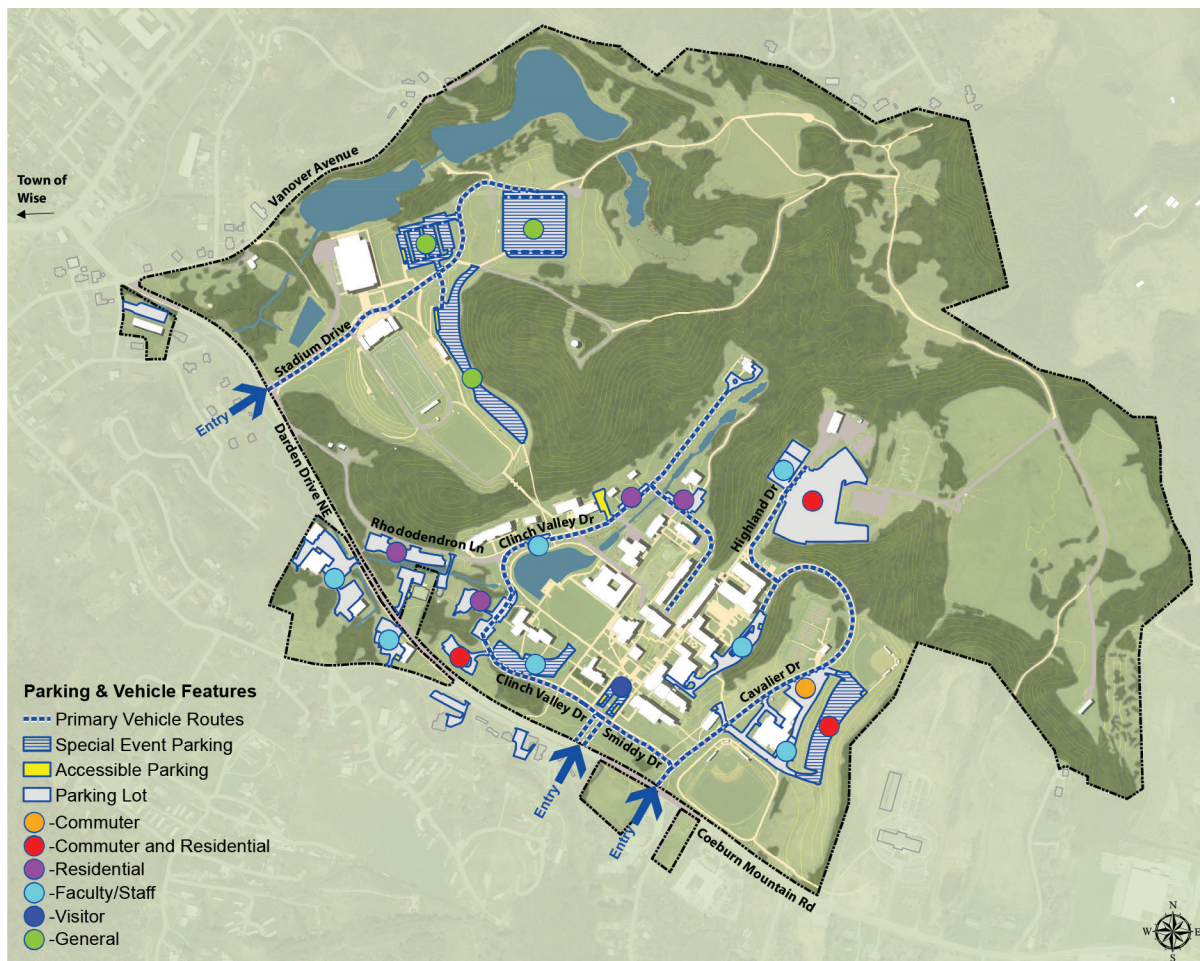 Town of
Wise
Vanover Avenue
Stadium Drive
Entry
Darden Drive NE
Rhododendron Ln
Clinch Valley Dr
Highland Dr
Cavalier Dr
Clinch Valley Dr
Smiddy Dr
Entry
Entry
Coeburn Mountain Rd
Parking & Vehicle Features
Primary Vehicle Routes
Special Event Parking
Accessible Parking
Parking Lot
-Commuter
-Commuter and Residential
-Residential
-Faculty/Staff
-Visitor
-General
N
W E
S